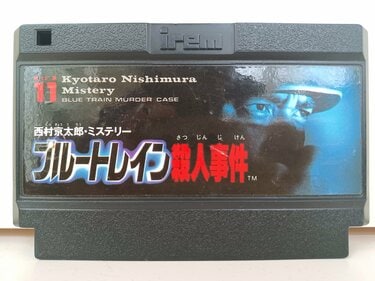 irem
11
Kyotaro Nishimura
Mistery
BLUE TRAIN MURDER CASE
西村京太郎・ミステリー
さつ じん じ けん
ブルートレイン殺人事件
TM